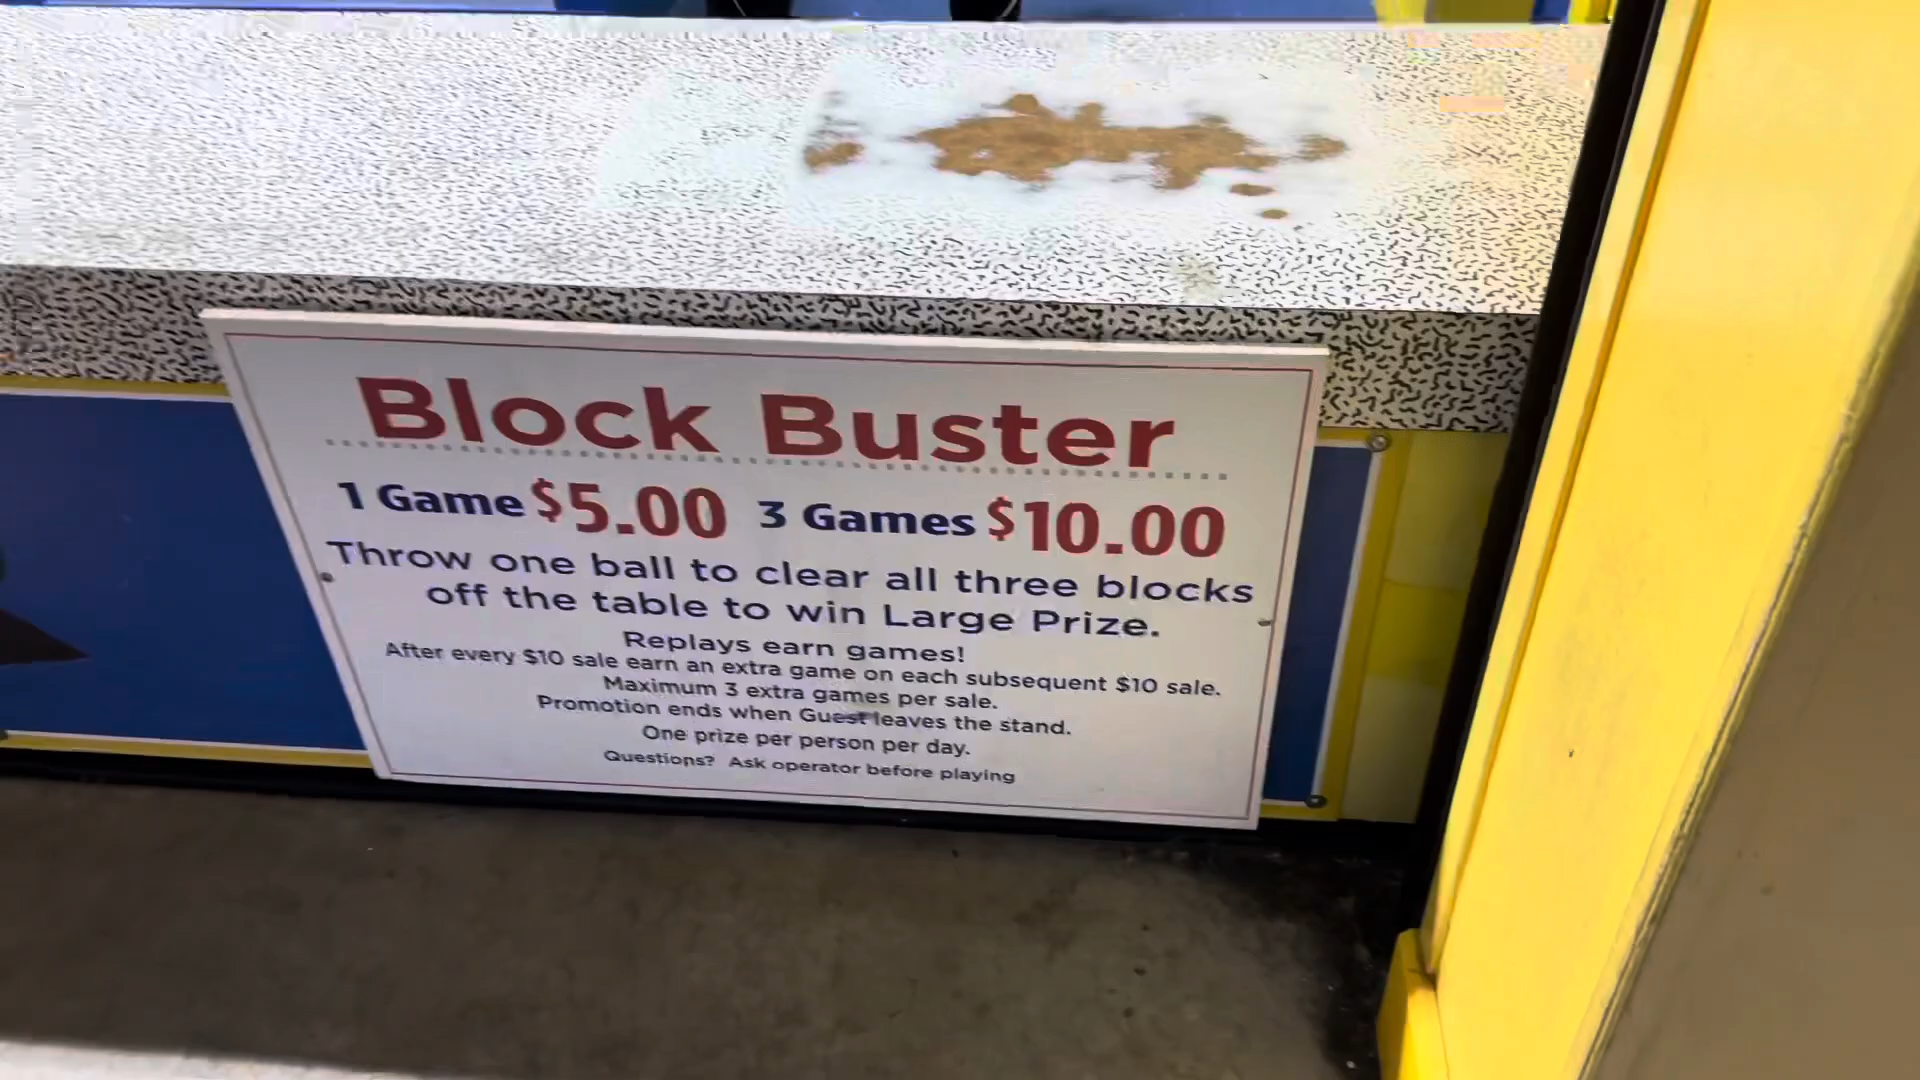 Block Buster
1 Game $5.00 3 Games $10.00
Throw one ball to clear all three blocks
off the table to win Large Prize.
Replays earn games!
After every $10 sale earn an extra game on each subsequent $10 sale.
Maximum 3 extra games per sale.
Promotion ends when Guest leaves the stand.
One prize per person per day.
Questions? Ask operator before playing